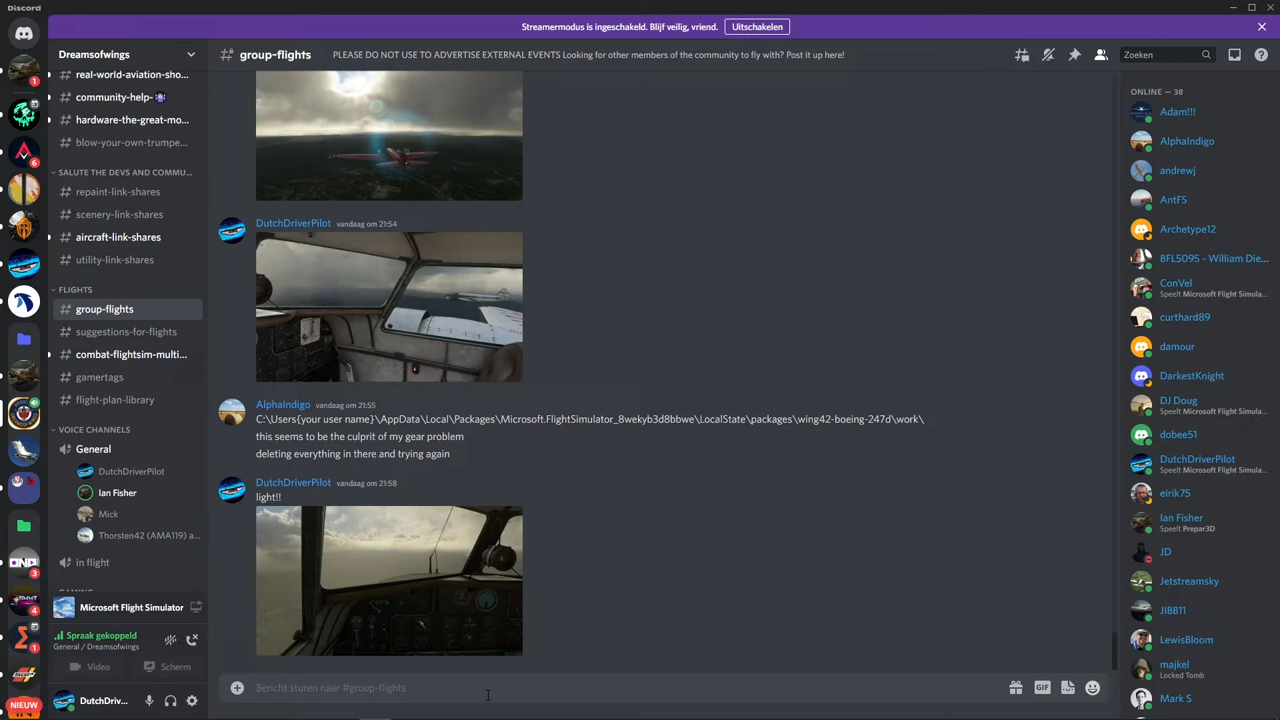 Discord
Streamermodus is ingeschakeld. Blijf veilig, vriend.
Uitschakelen
Dreamsofwings
group-flights
PLEASE DO NOT USE TO ADVERTISE EXTERNAL EVENTS Looking for other members of the community to fly with? Post it up here!
Zoeken
real-world-aviation-sho...
community-help-
hardware-the-great-mo...
blow-your-own-trumpe...
SALUTE THE DEVS AND COMMU...
repaint-link-shares
scenery-link-shares
aircraft-link-shares
utility-link-shares
FLIGHTS
group-flights
suggestions-for-flights
combat-flightsim-multi...
gamertags
flight-plan-library
VOICE CHANNELS
General
DutchDriverPilot
Ian Fisher
Mick
Thorsten42 (AMA119) a...
in flight
Microsoft Flight Simulator
Spraak gekoppeld
General / Dreamsofwings
Video
Scherm
DutchDriv...
1
6
3
4
1
NIEUW
DutchDriverPilot vandaag om 21:54
AlphaIndigo vandaag om 21:55
C:\Users{your user name}\AppData\Local\Packages\Microsoft.FlightSimulator_8wekyb3d8bbwe\LocalState\packages\wing42-boeing-247d\work\
this seems to be the culprit of my gear problem
deleting everything in there and trying again
DutchDriverPilot vandaag om 21:58
light!!
Bericht sturen naar #group-flights
GIF
ONLINE — 38
Adam!!!
AlphaIndigo
andrewj
AntFS
Archetype12
BFL5095 - William Die...
ConVel
Speelt Microsoft Flight Simula...
curthard89
damour
DarkestKnight
DJ Doug
Speelt Microsoft Flight Simula...
dobee51
DutchDriverPilot
Speelt Microsoft Flight Simula...
eirik75
Ian Fisher
Speelt Prepar3D
JD
Jetstreamsky
JIBB11
LewisBloom
majkel
Locked Tomb
Mark S